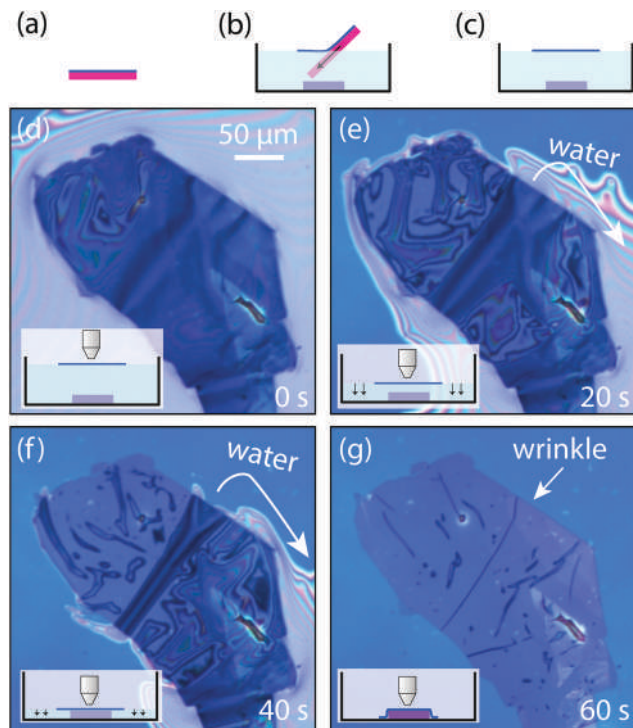 (a)
(b)
(c)
(d)
50 μm
0 s
(e)
water
20 s
(f)
water
40 s
(g)
wrinkle
60 s